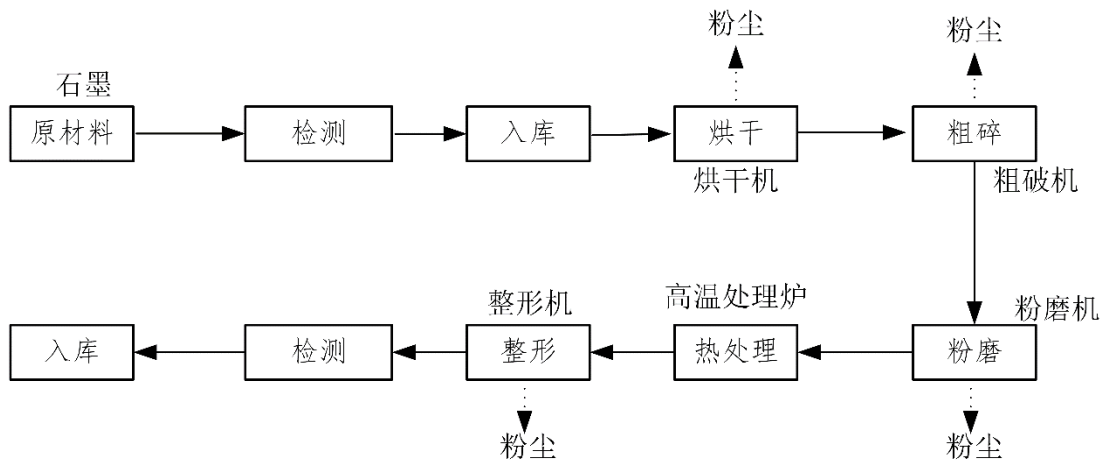 粉尘
粉尘
石墨
原材料
检测
入库
烘干
粗碎
烘干机
粗破机
整形机
高温处理炉
粉磨机
入库
检测
整形
热处理
粉磨
粉尘
粉尘